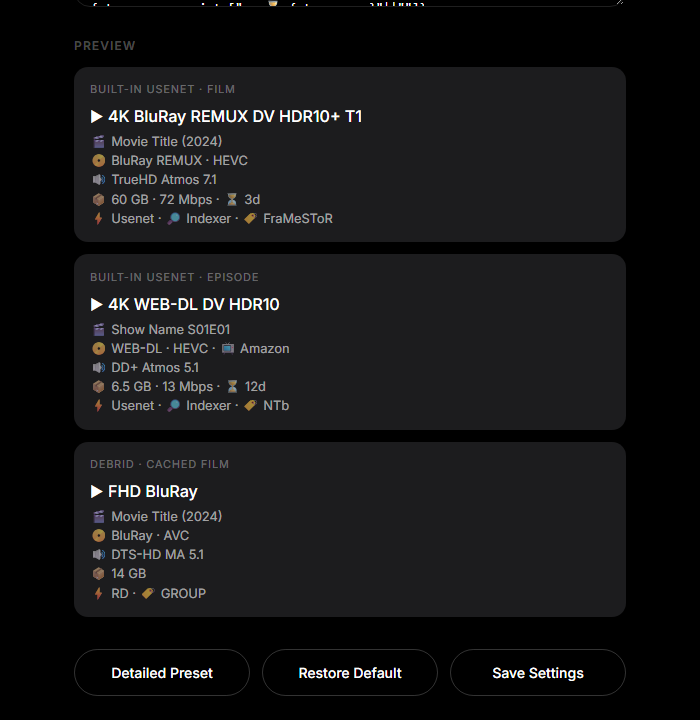 PREVIEW
BUILT-IN USENET · FILM
▶ 4K BluRay REMUX DV HDR10+ T1
🎬 Movie Title (2024)
📀 BluRay REMUX · HEVC
🔊 TrueHD Atmos 7.1
📦 60 GB · 72 Mbps · ⏳ 3d
⚡ Usenet · 🔎 Indexer · 🏷️ FraMeSToR
BUILT-IN USENET · EPISODE
▶ 4K WEB-DL DV HDR10
🎬 Show Name S01E01
📀 WEB-DL · HEVC · 📺 Amazon
🔊 DD+ Atmos 5.1
📦 6.5 GB · 13 Mbps · ⏳ 12d
⚡ Usenet · 🔎 Indexer · 🏷️ NTb
DEBRID · CACHED FILM
▶ FHD BluRay
🎬 Movie Title (2024)
📀 BluRay · AVC
🔊 DTS-HD MA 5.1
📦 14 GB
⚡ RD · 🏷️ GROUP
Detailed Preset
Restore Default
Save Settings